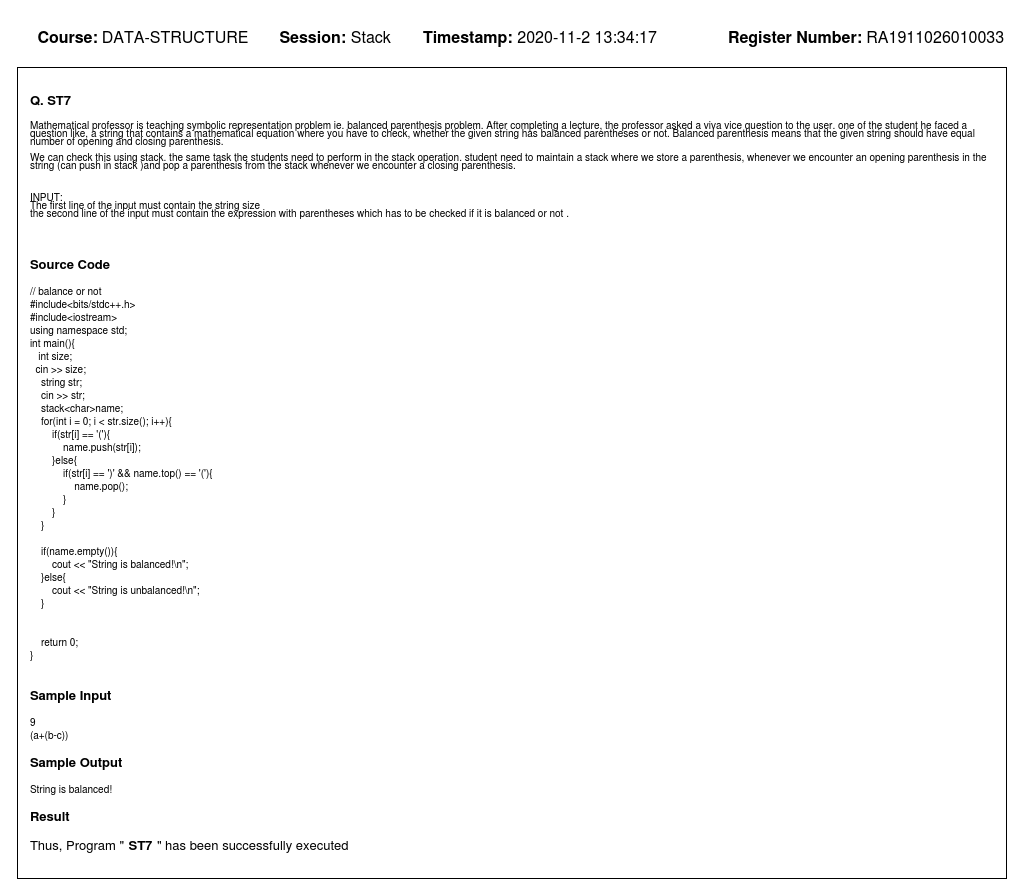 Course: DATA-STRUCTURE Session: Stack Timestamp: 2020-11-2 13:34:17 Register Number: RA1911026010033
Q. ST7
Mathematical professor is teaching symbolic representation problem ie. balanced parenthesis problem. After completing a lecture, the professor asked a viva vice question to the user. one of the student he faced a
question like, a string that contains a mathematical equation where you have to check, whether the given string has balanced parentheses or not. Balanced parenthesis means that the given string should have equal
number of opening and closing parenthesis.
We can check this using stack. the same task the students need to perform in the stack operation. student need to maintain a stack where we store a parenthesis, whenever we encounter an opening parenthesis in the
string (can push in stack )and pop a parenthesis from the stack whenever we encounter a closing parenthesis.
INPUT:
The first line of the input must contain the string size
the second line of the input must contain the expression with parentheses which has to be checked if it is balanced or not .
Source Code
// balance or not
#include<bits/stdc++.h>
#include<iostream>
using namespace std;
int main(){
int size;
cin >> size;
string str;
cin >> str;
stack<char>name;
for(int i = 0; i < str.size(); i++){
if(str[i] == '('){
name.push(str[i]);
}else{
if(str[i] == ')' && name.top() == '('){
name.pop();
}
}
}
if(name.empty()){
cout << "String is balanced!\n";
}else{
cout << "String is unbalanced!\n";
}
return 0;
}
Sample Input
9
(a+(b-c))
Sample Output
String is balanced!
Result
Thus, Program " ST7 " has been successfully executed